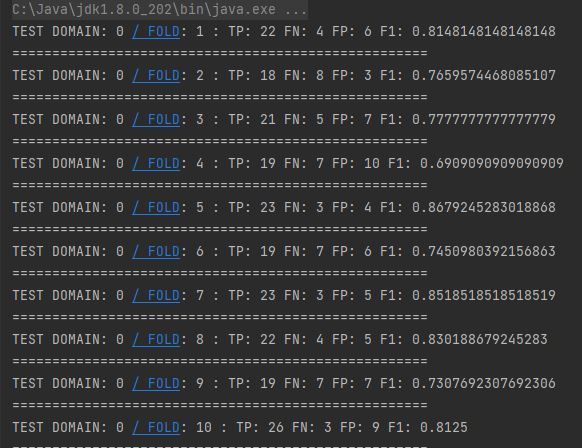 C:\Java\jdk1.8.0_202\bin\java.exe ...
TEST DOMAIN: 0 / FOLD: 1 : TP: 22 FN: 4 FP: 6 F1: 0.8148148148148148
====================================================
TEST DOMAIN: 0 / FOLD: 2 : TP: 18 FN: 8 FP: 3 F1: 0.7659574468085107
====================================================
TEST DOMAIN: 0 / FOLD: 3 : TP: 21 FN: 5 FP: 7 F1: 0.7777777777777779
====================================================
TEST DOMAIN: 0 / FOLD: 4 : TP: 19 FN: 7 FP: 10 F1: 0.6909090909090909
====================================================
TEST DOMAIN: 0 / FOLD: 5 : TP: 23 FN: 3 FP: 4 F1: 0.8679245283018868
====================================================
TEST DOMAIN: 0 / FOLD: 6 : TP: 19 FN: 7 FP: 6 F1: 0.7450980392156863
====================================================
TEST DOMAIN: 0 / FOLD: 7 : TP: 23 FN: 3 FP: 5 F1: 0.8518518518518519
====================================================
TEST DOMAIN: 0 / FOLD: 8 : TP: 22 FN: 4 FP: 5 F1: 0.830188679245283
====================================================
TEST DOMAIN: 0 / FOLD: 9 : TP: 19 FN: 7 FP: 7 F1: 0.7307692307692306
====================================================
TEST DOMAIN: 0 / FOLD: 10 : TP: 26 FN: 3 FP: 9 F1: 0.8125